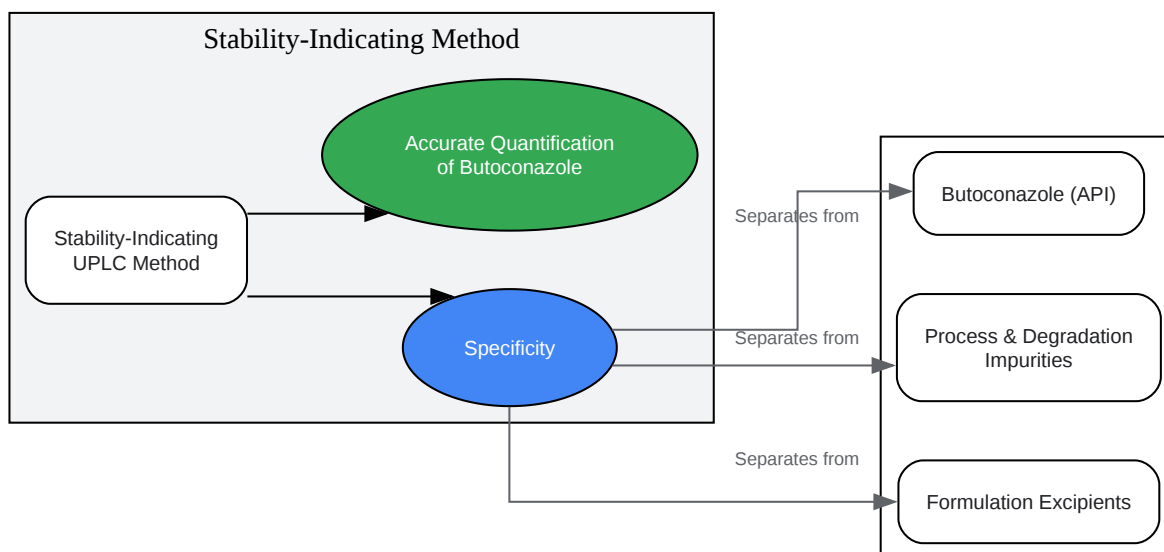 Stability-Indicating Method
Accurate Quantification
of Butoconazole
Stability-Indicating
UPLC Method
Specificity
Separates from
Separates from
Separates from
Butoconazole (API)
Process & Degradation
Impurities
Formulation Excipients